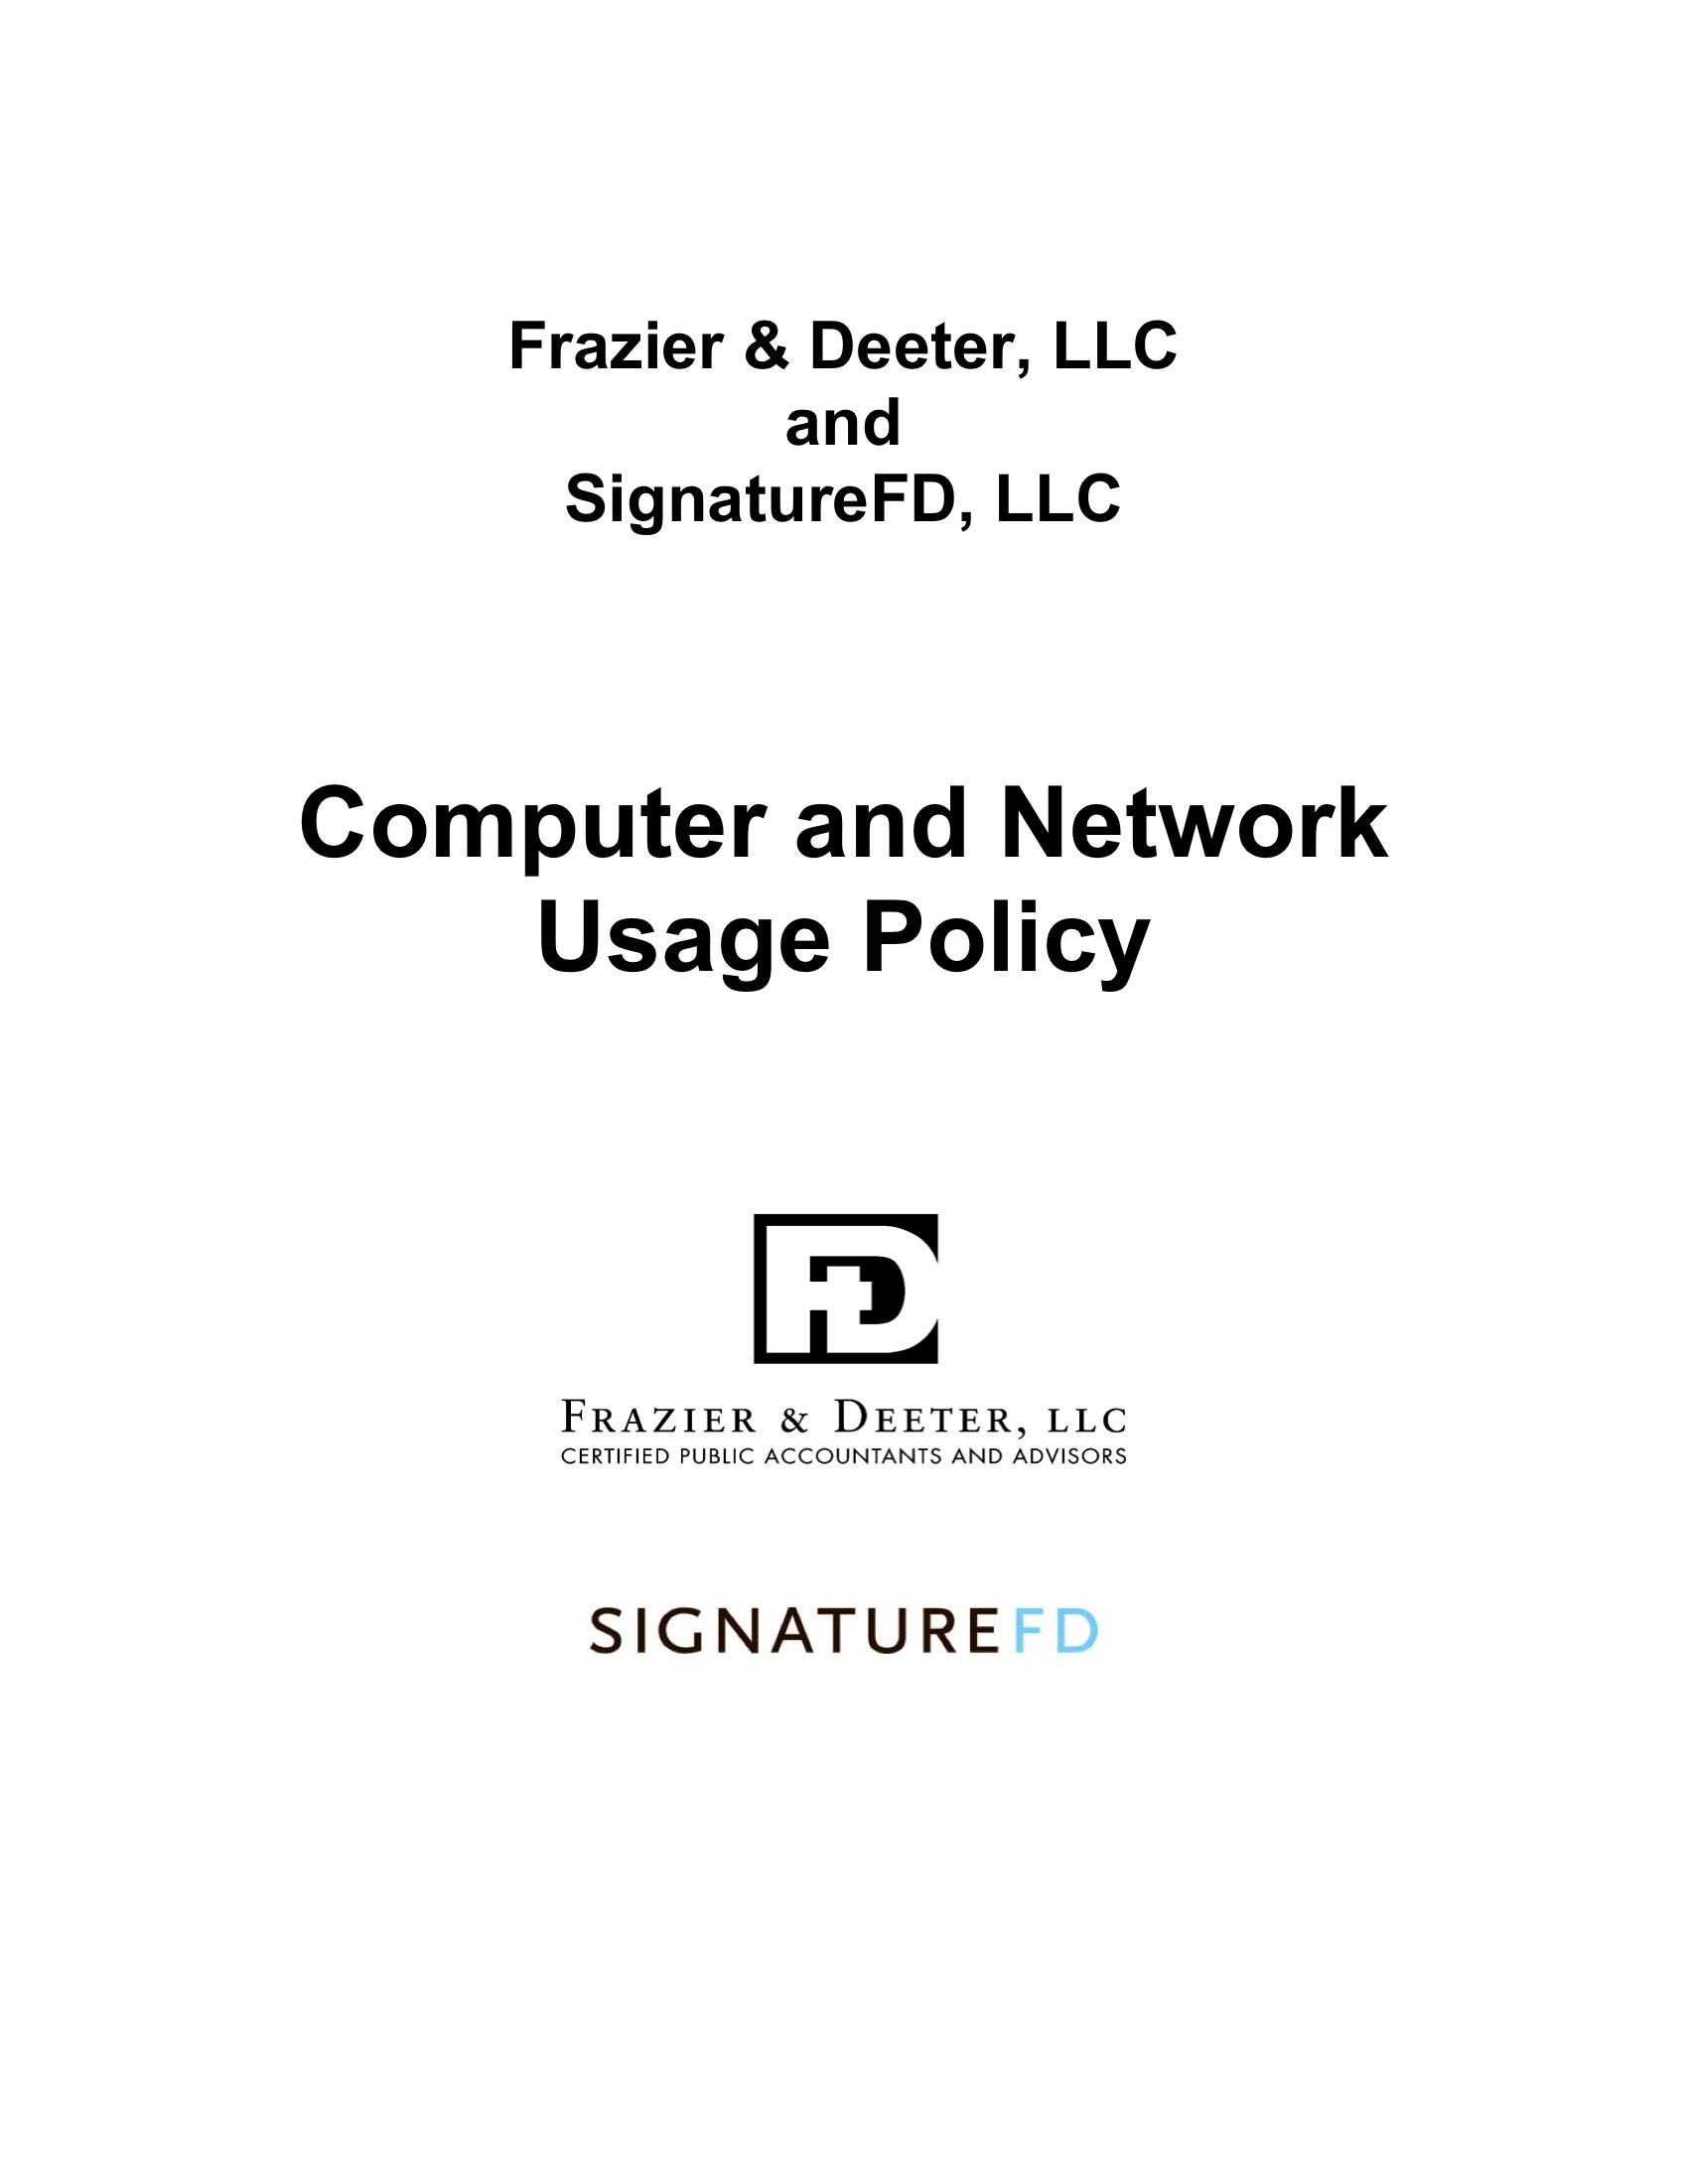 Frazier & Deeter, LLC
and
SignatureFD, LLC
Computer and Network
Usage Policy
FD
FRAZIER & DEETER, LLC
CERTIFIED PUBLIC ACCOUNTANTS AND ADVISORS
SIGNATUREFD